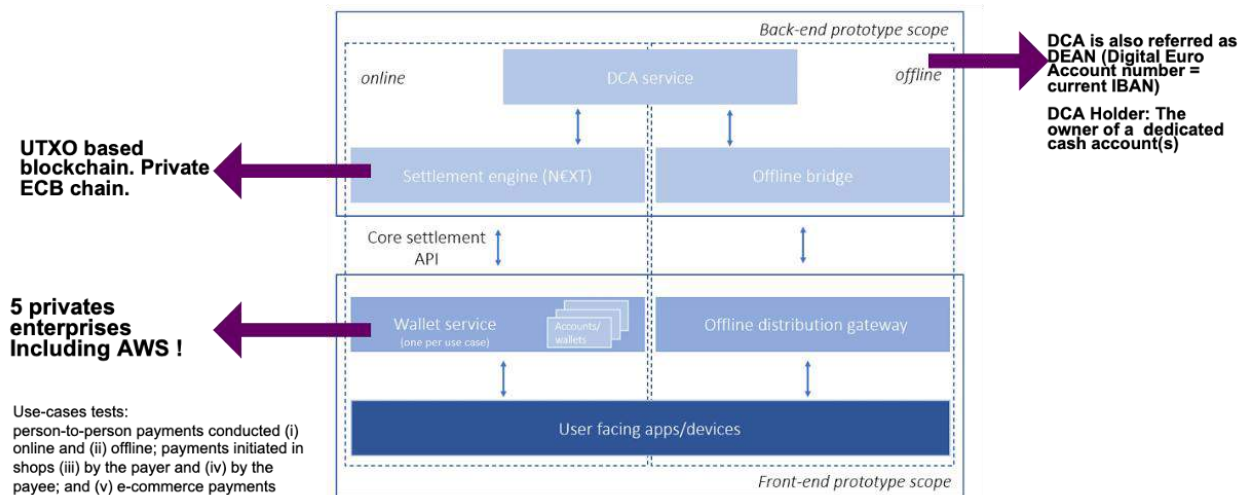 Back-end prototype scope
online
DCA service
offline
Settlement engine (N€XT)
Offline bridge
Core settlement
API
Wallet service
(one per use case)
Accounts/
wallets
Offline distribution gateway
User facing apps/devices
Front-end prototype scope
UTXO based
blockchain. Private
ECB chain.
5 privates
enterprises
Including AWS !
Use-cases tests:
person-to-person payments conducted (i)
online and (ii) offline; payments initiated in
shops (iii) by the payer and (iv) by the
payee; and (v) e-commerce payments
DCA is also referred as
DEAN (Digital Euro
Account number =
current IBAN)
DCA Holder: The
owner of a  dedicated
cash account(s)